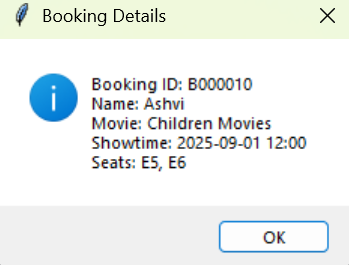 Booking Details
Booking ID: B000010
Name: Ashvi
Movie: Children Movies
Showtime: 2025-09-01 12:00
Seats: E5, E6
OK